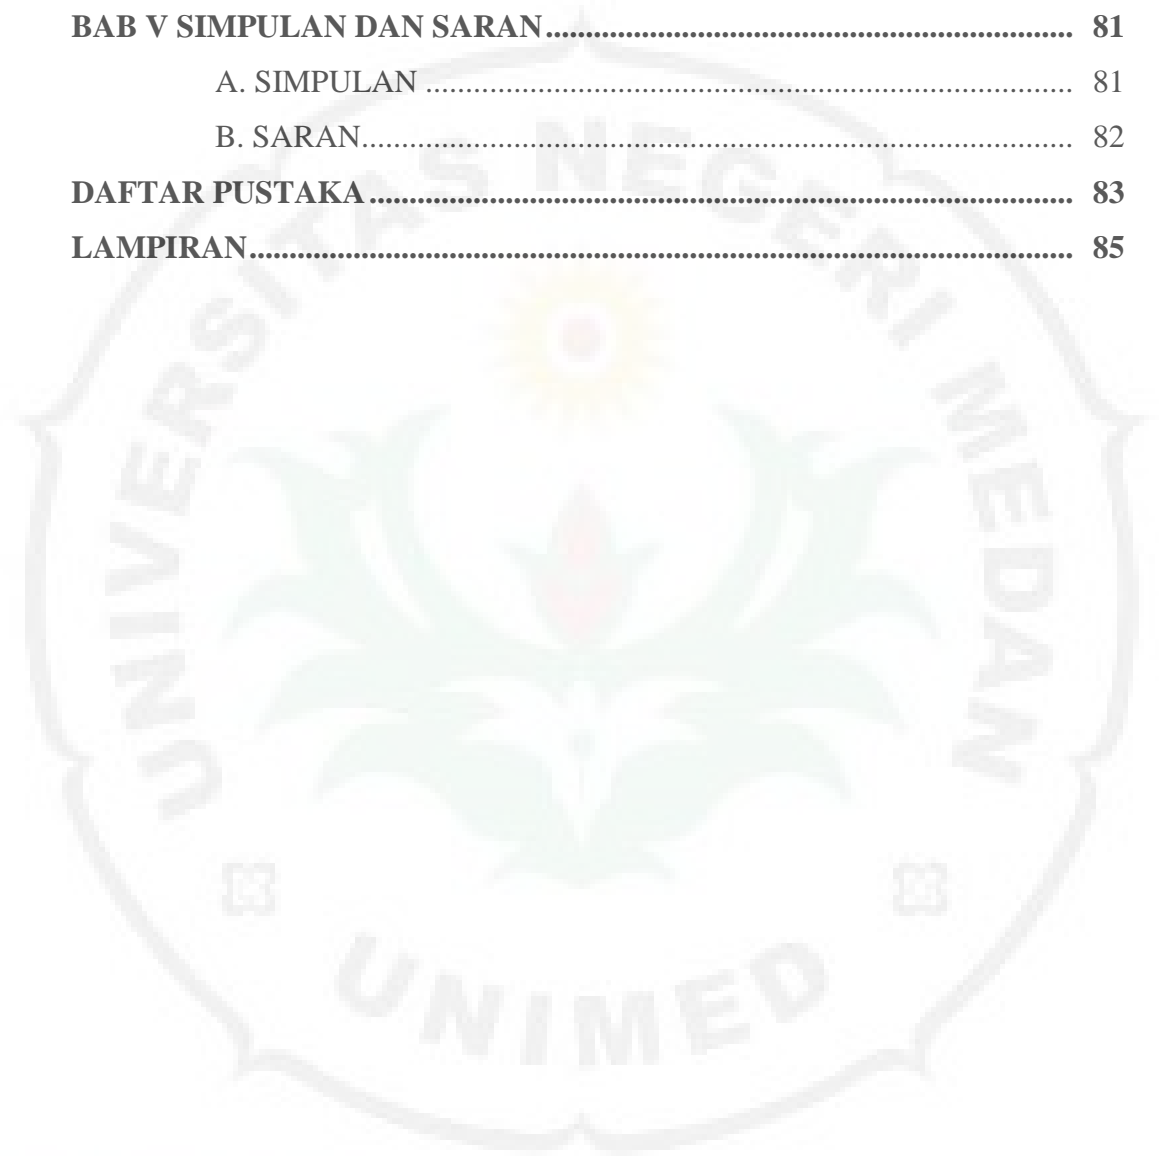 BAB V SIMPULAN DAN SARAN.................................................................. 81
A. SIMPULAN ................................................................................. 81
B. SARAN......................................................................................... 82
DAFTAR PUSTAKA........................................................................................ 83
LAMPIRAN....................................................................................................... 85
UNIVERSITAS NEGERI MEDAN
UNIMED